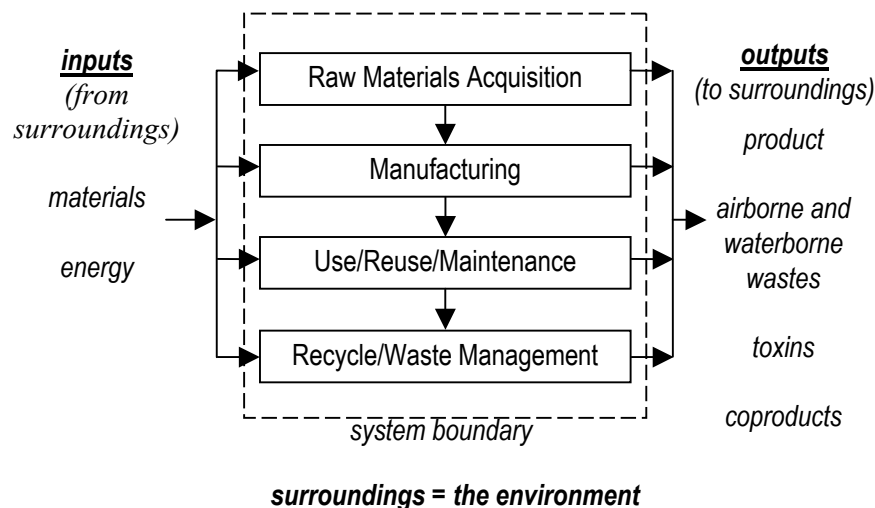 inputs
(from
surroundings)
materials
energy
Raw Materials Acquisition
Manufacturing
Use/Reuse/Maintenance
Recycle/Waste Management
system boundary
outputs
(to surroundings)
product
airborne and
waterborne
wastes
toxins
coproducts
surroundings = the environment